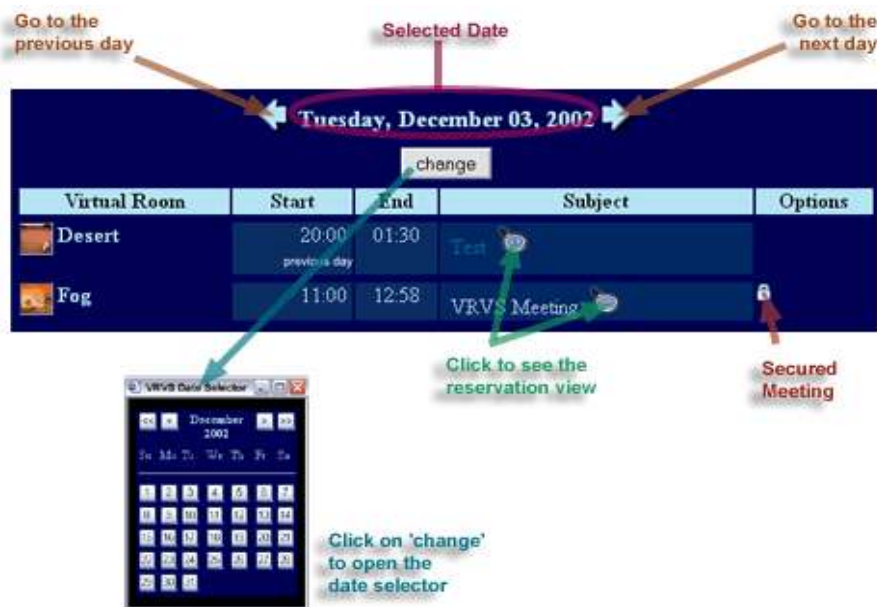 Go to the
previous day
Selected Date
Go to the
next day
Tuesday, December 03, 2002
change
Virtual Room Start End Subject Options
Desert 20:00 01:30 Test
previous day
Fog 11:00 12:58 VRVS Meeting
Click to see the
reservation view
Secured
Meeting
VRVS Date Selector
<< < December > >>
2002
Su Mo Tu We Th Fr Sa
1 2 3 4 5 6 7
8 9 10 11 12 13 14
15 16 17 18 19 20 21
22 23 24 25 26 27 28
29 30 31
Click on 'change'
to open the
date selector